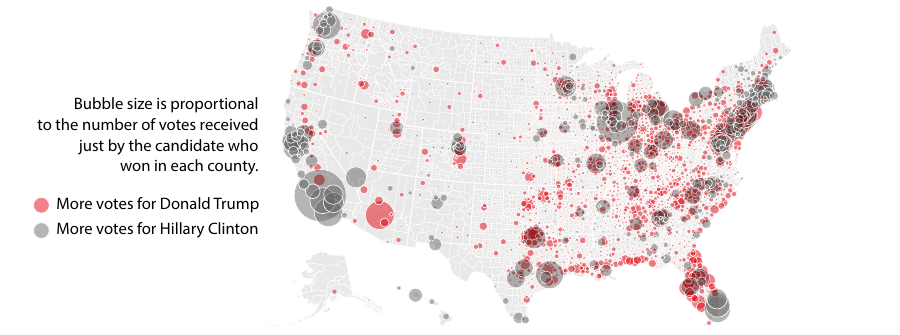 Bubble size is proportional
to the number of votes received
just by the candidate who
won in each county.
More votes for Donald Trump
More votes for Hillary Clinton